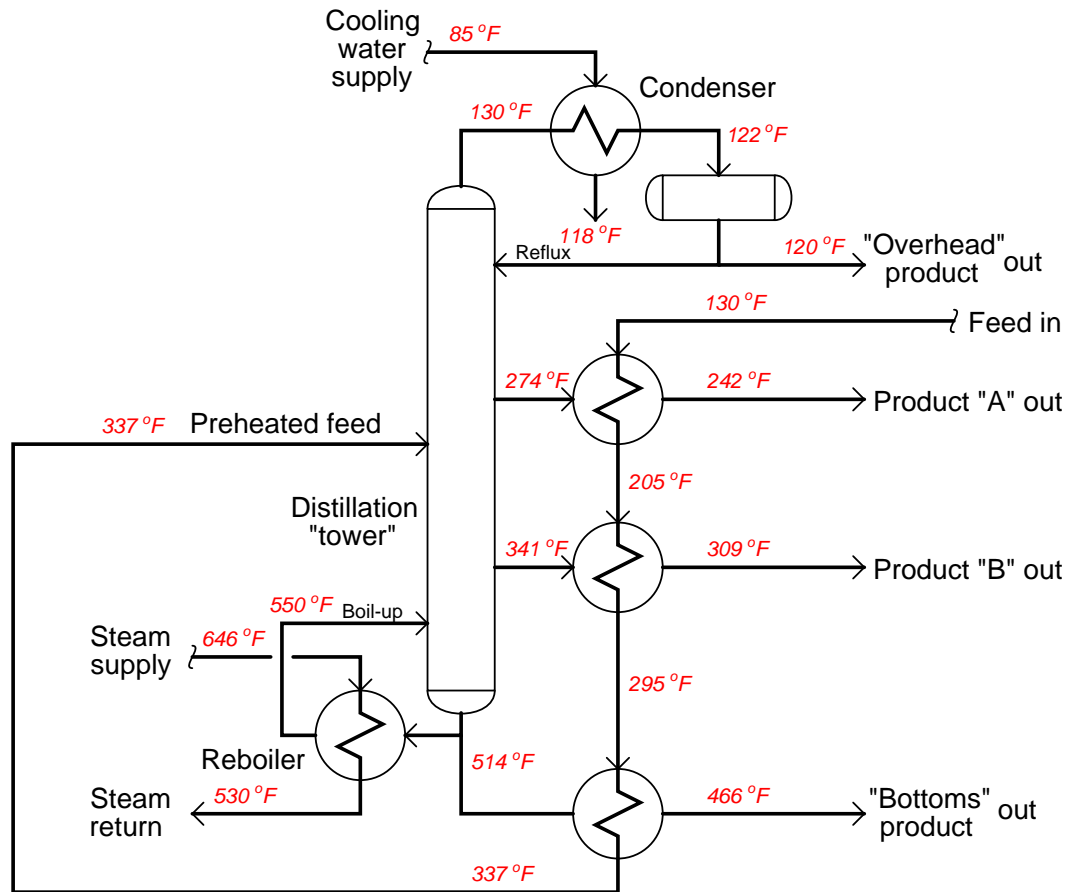 Cooling
water
supply
85 °F
Condenser
130 °F
122 °F
118 °F
Reflux
120 °F
"Overhead"
product
out
130 °F
Feed in
274 °F
242 °F
Product "A" out
337 °F
Preheated feed
205 °F
Distillation
"tower"
341 °F
309 °F
Product "B" out
550 °F
Boil-up
Steam
supply
646 °F
295 °F
Reboiler
514 °F
Steam
return
530 °F
466 °F
"Bottoms"
product
out
337 °F